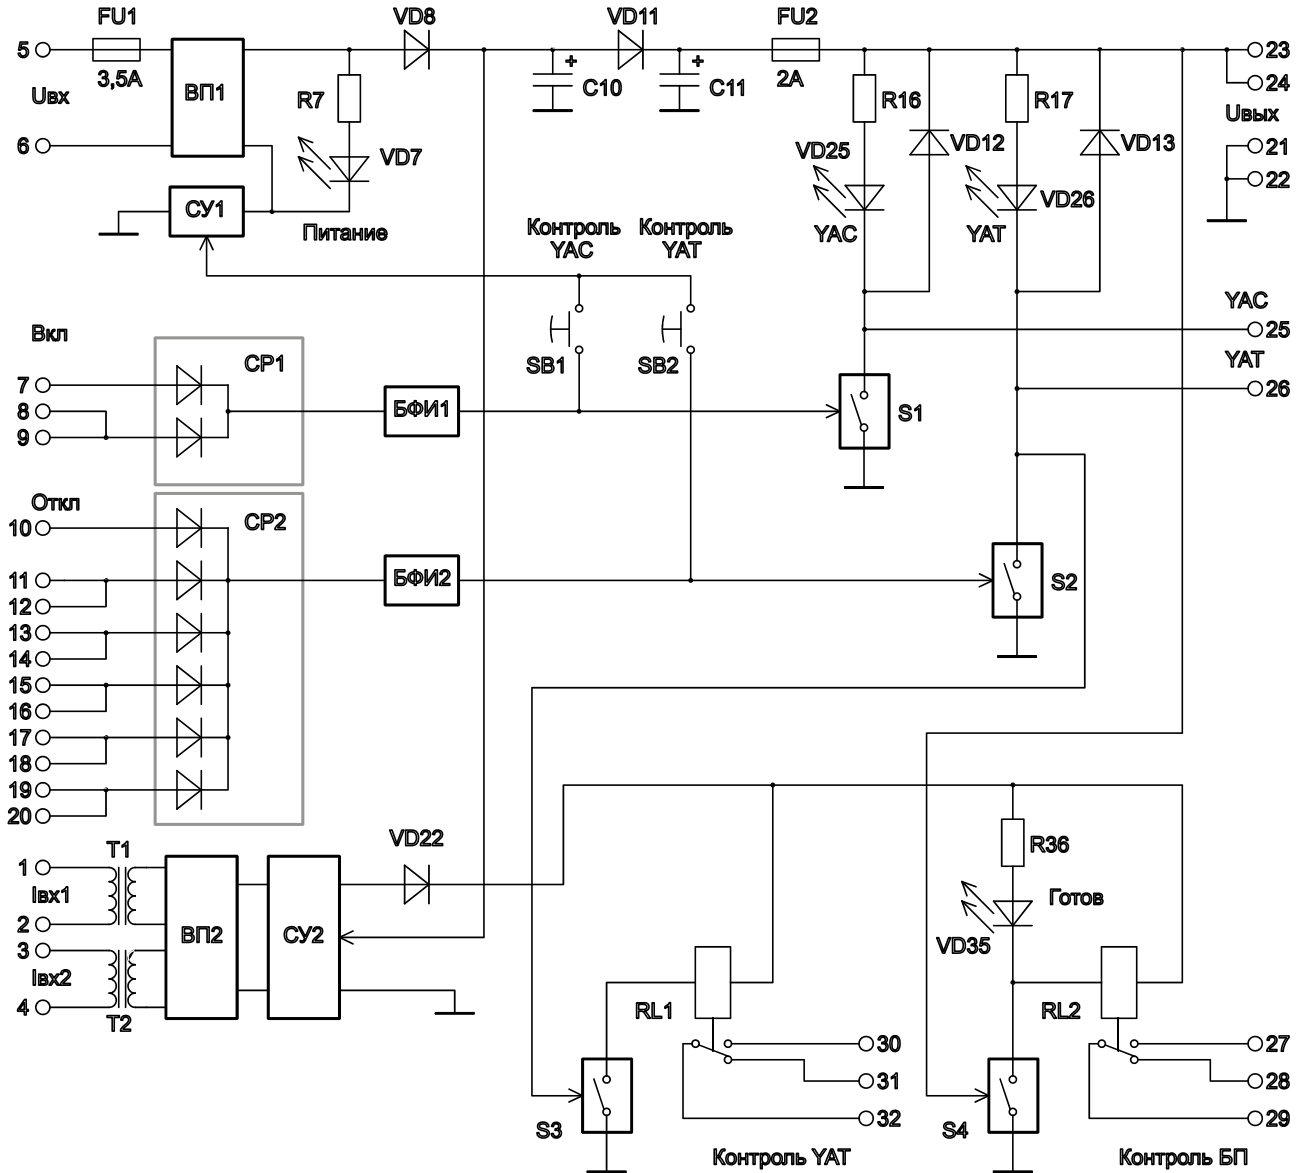 FU1
VD8
VD11
FU2
5
3,5A
ВП1
R7
+
C10
+
C11
2A
R16
R17
23
24
Uвх
Uвых
6
VD7
VD25
VD12
VD26
VD13
21
22
СУ1
Питание
YAC
YAT
Контроль
YAC
Контроль
YAT
YAC
25
YAT
26
Вкл
СР1
SB1
SB2
7
8
9
БФИ1
S1
Откл
СР2
10
11
12
13
14
15
16
17
18
19
20
БФИ2
S2
VD22
R36
T1
1
Iвх1
2
3
Iвх2
4
T2
ВП2
СУ2
Готов
VD35
RL1
RL2
30
31
32
27
28
29
S3
S4
Контроль YAT
Контроль БП